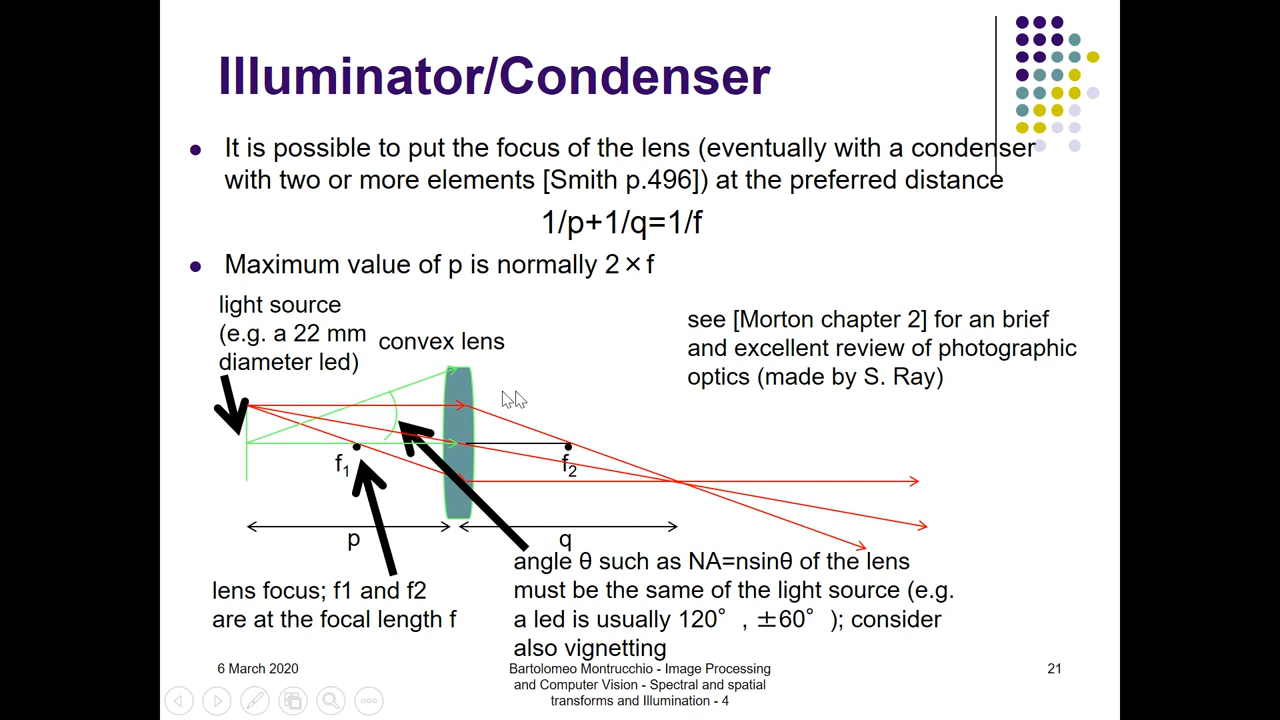 Illuminator/Condenser
It is possible to put the focus of the lens (eventually with a condenser
with two or more elements [Smith p.496]) at the preferred distance
1/p+1/q=1/f
Maximum value of p is normally 2×f
light source
(e.g. a 22 mm
diameter led)
convex lens
see [Morton chapter 2] for an brief
and excellent review of photographic
optics (made by S. Ray)
f1
f2
p
q
lens focus; f1 and f2
are at the focal length f
angle θ such as NA=nsinθ of the lens
must be the same of the light source (e.g.
a led is usually 120° , ±60° ); consider
also vignetting
6 March 2020
Bartolomeo Montrucchio - Image Processing
and Computer Vision - Spectral and spatial
transforms and Illumination - 4
21